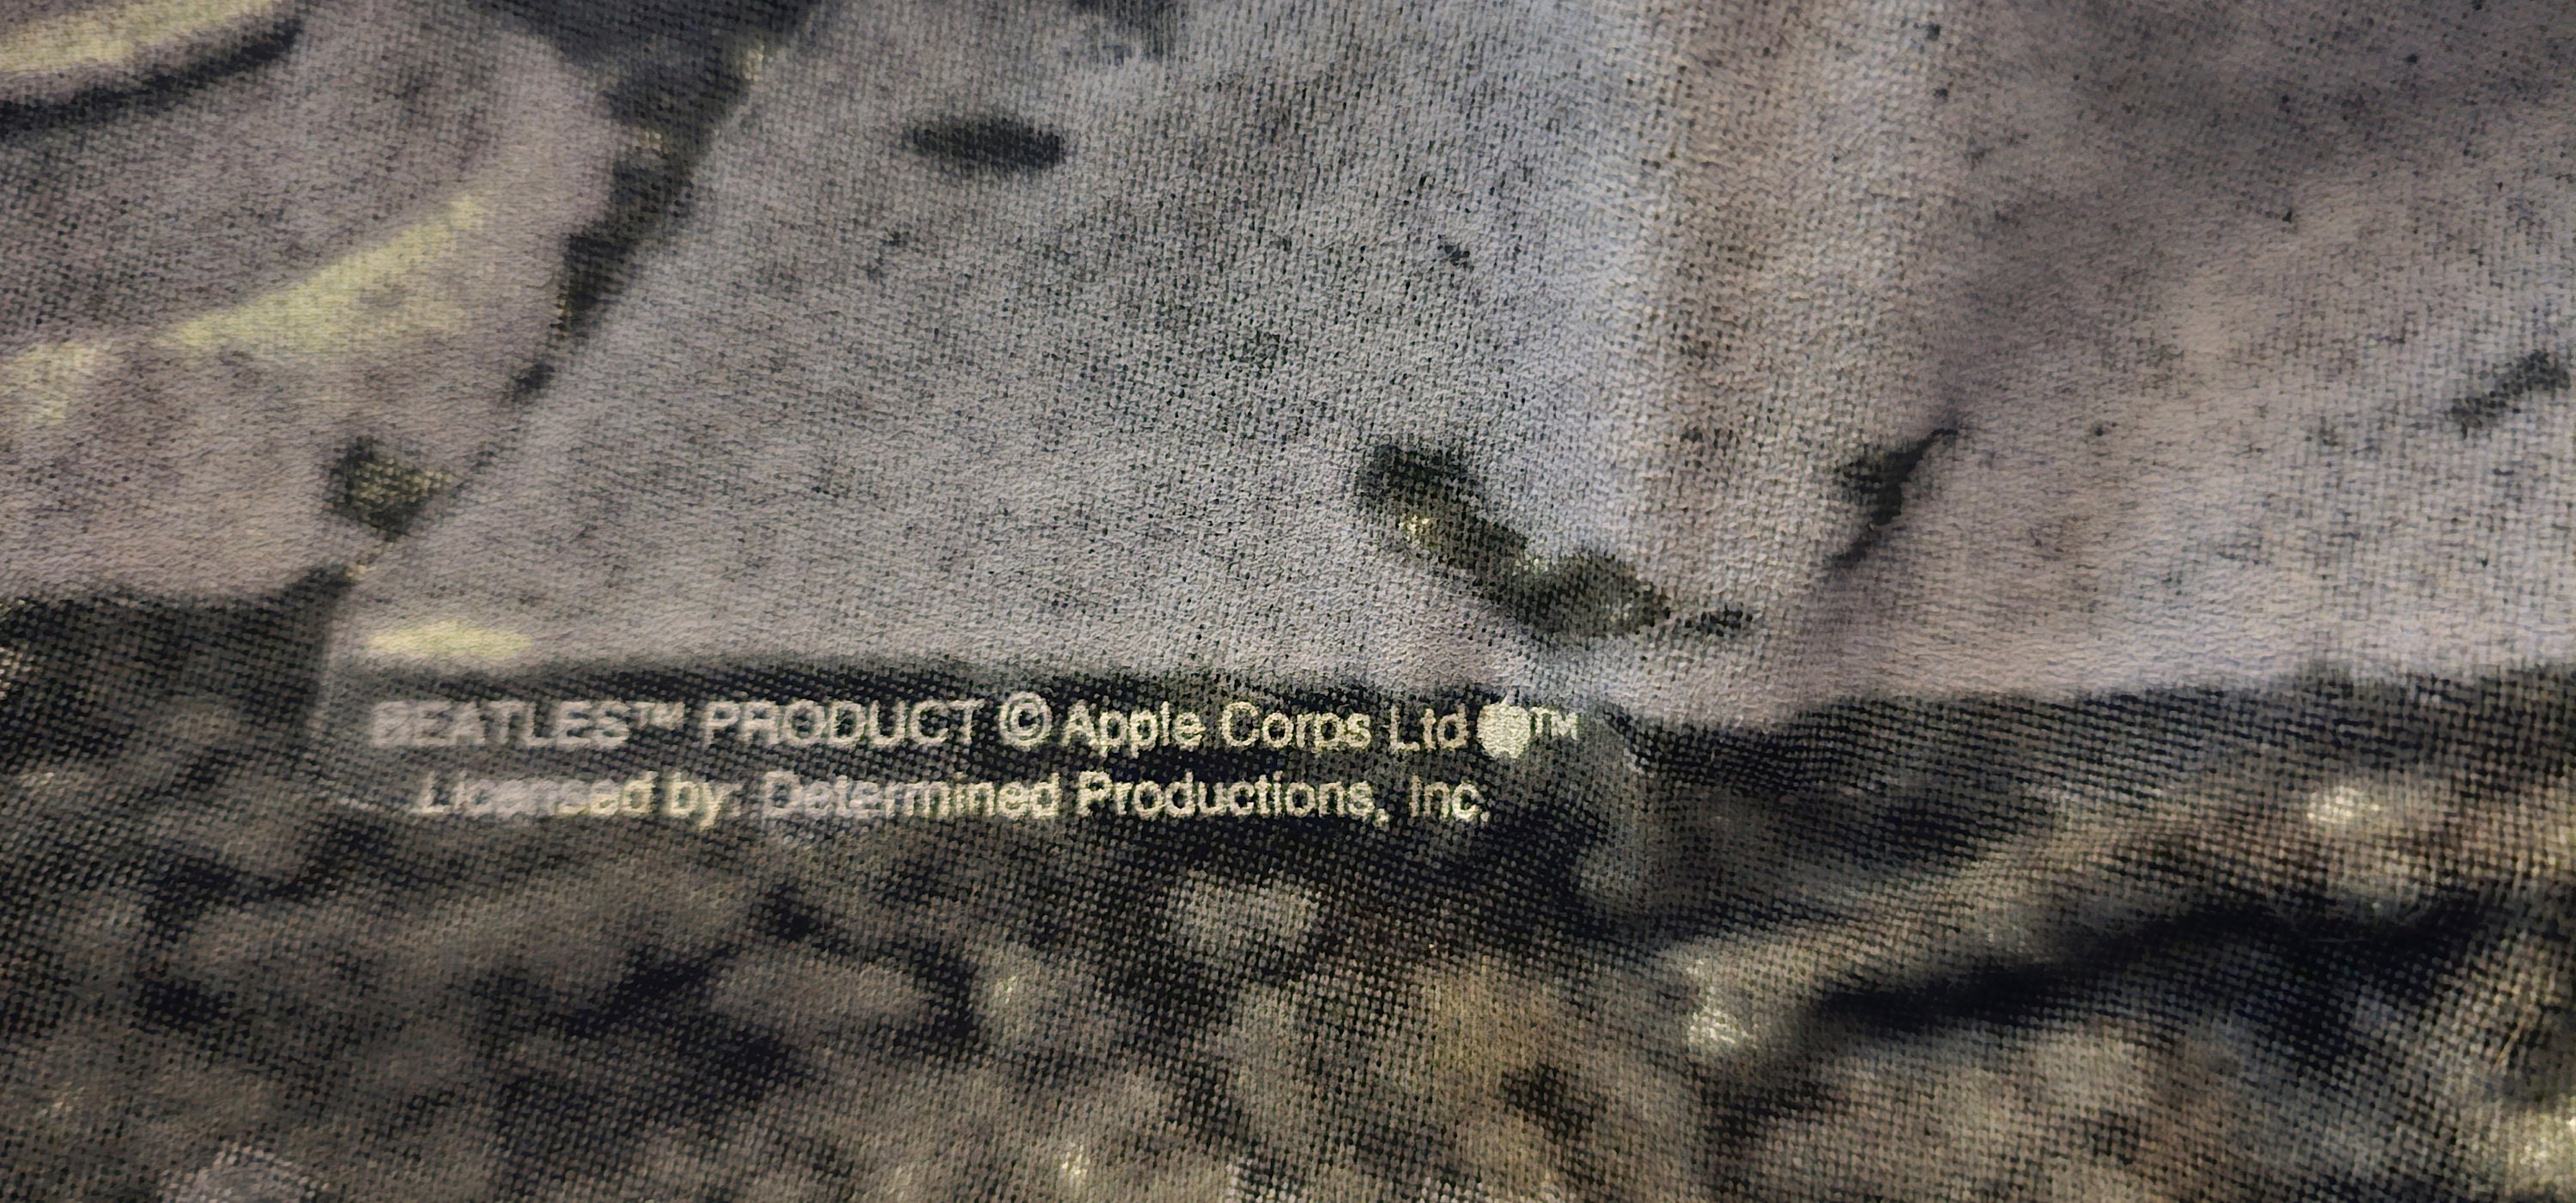 BEATLES™ PRODUCT © Apple Corps Ltd ™
Licensed by: Determined Productions, Inc.